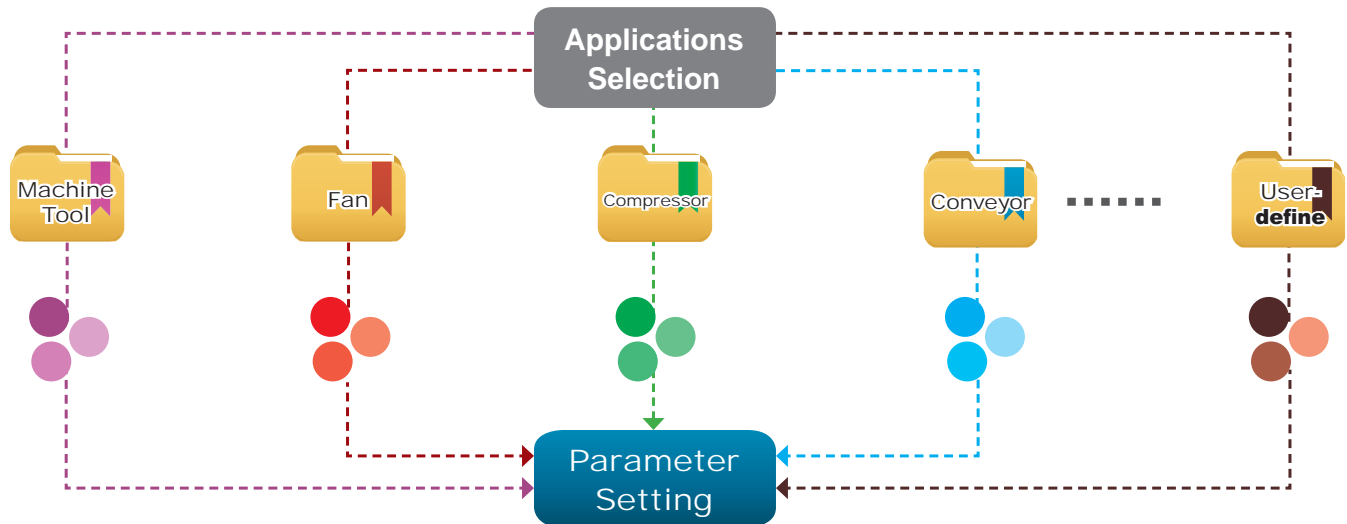 Applications
Selection
Machine
Tool
Fan
Compressor
Conveyor
User-
define
Parameter
Setting